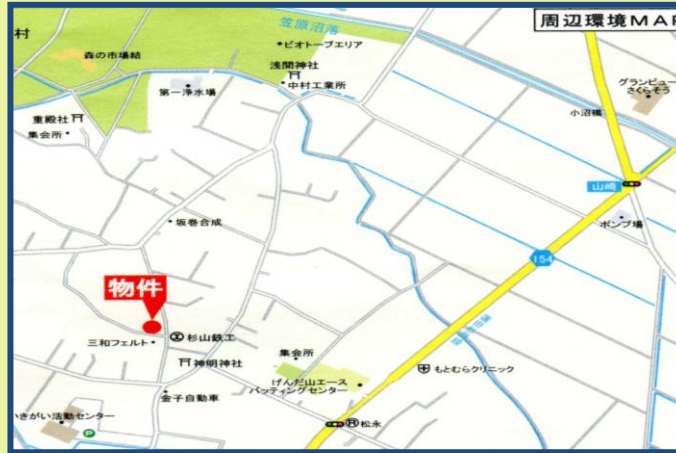 周辺環境MAP
村
笠原沼落
森の市場結
ビオトープエリア
浅間神社
中村工業所
グランビュー
さくらそう
第一浄水場
小沼橋
重殿社
集会所
山崎
坂巻合成
ポンプ場
154
物件
杉山鉄工
三和フェルト
神明神社
集会所
もとむらクリニック
げんだ山エース
バッティングセンター
金子自動車
いきがい活動センター
P
松永